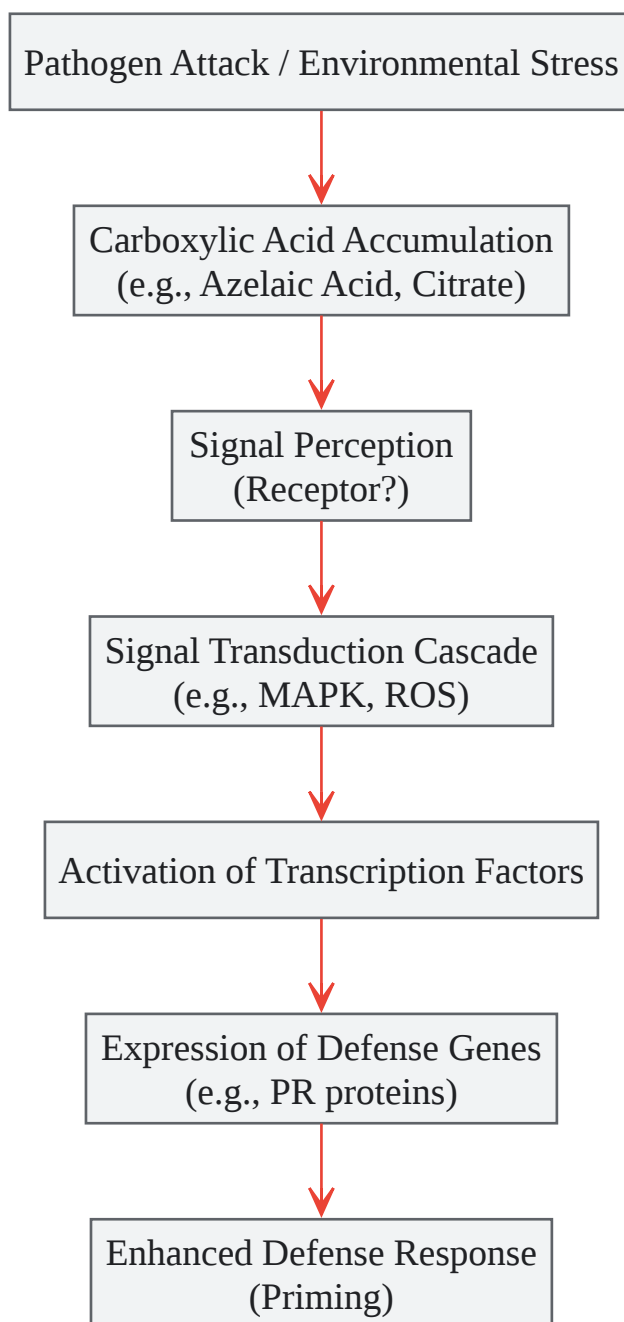 Pathogen Attack / Environmental Stress
Carboxylic Acid Accumulation
(e.g., Azelaic Acid, Citrate)
Signal Perception
(Receptor?)
Signal Transduction Cascade
(e.g., MAPK, ROS)
Activation of Transcription Factors
Expression of Defense Genes
(e.g., PR proteins)
Enhanced Defense Response
(Priming)